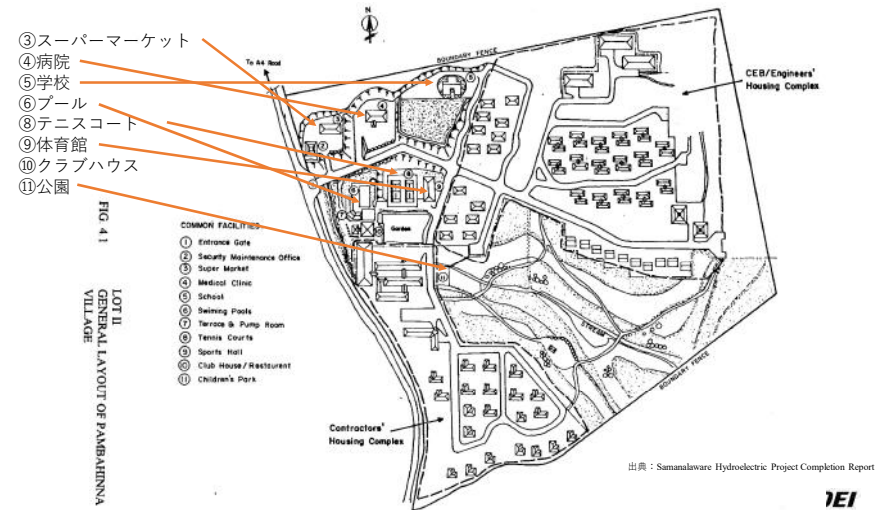 ③スーパーマーケット
④病院
⑤学校
⑥プール
⑧テニスコート
⑨体育館
⑩クラブハウス
⑪公園
To A4 Road
BOUNDARY FENCE
CEB/Engineers'
Housing Complex
FIG 4.1
LOT II
GENERAL LAYOUT OF PAMBAHINNA
VILLAGE
COMMON FACILITIES
① Entrance Gate
② Security Maintenance Office
③ Super Market
④ Medical Clinic
⑤ School
⑥ Swiming Pools
⑦ Terrace & Pump Room
⑧ Tennis Courts
⑨ Sports Hall
⑩ Club House/Restaurent
⑪ Children's Park
Garden
STREAM
BOUNDARY FENCE
Contractors'
Housing Complex
出典：Samanalaware Hydroelectric Project Completion Report